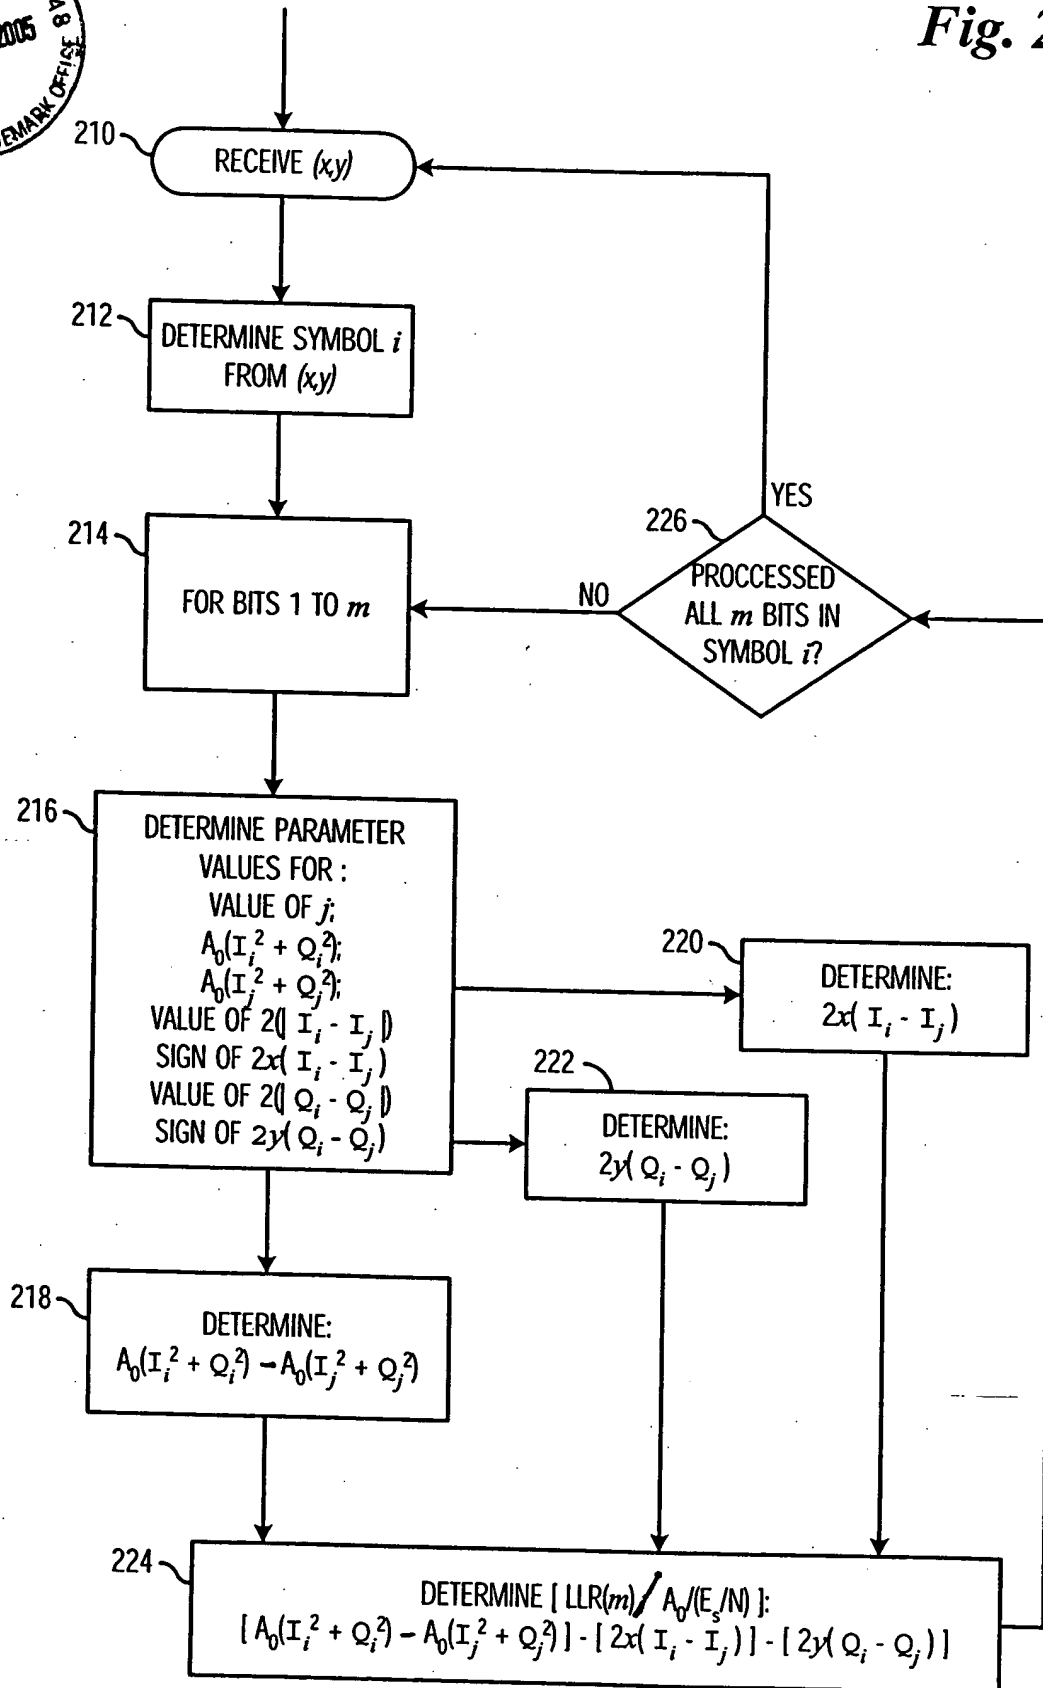 A8
2005
EMARK OFFICE
Fig. 2
210
RECEIVE (x,y)
212
DETERMINE SYMBOL i
FROM (x,y)
214
FOR BITS 1 TO m
YES
226
NO
PROCCESSED
ALL m BITS IN
SYMBOL i?
216
DETERMINE PARAMETER
VALUES FOR :
VALUE OF j;
A₀(Iᵢ² + Qᵢ²);
A₀(Iⱼ² + Qⱼ²);
VALUE OF 2(| Iᵢ - Iⱼ |)
SIGN OF 2x( Iᵢ - Iⱼ )
VALUE OF 2(| Qᵢ - Qⱼ |)
SIGN OF 2y( Qᵢ - Qⱼ )
220
DETERMINE:
2x( Iᵢ - Iⱼ )
222
DETERMINE:
2y( Qᵢ - Qⱼ )
218
DETERMINE:
A₀(Iᵢ² + Qᵢ²) – A₀(Iⱼ² + Qⱼ²)
224
DETERMINE [ LLR(m) / A₀/(Eₛ/N) ]:
[ A₀(Iᵢ² + Qᵢ²) – A₀(Iⱼ² + Qⱼ²) ] - [ 2x( Iᵢ - Iⱼ ) ] - [ 2y( Qᵢ - Qⱼ ) ]